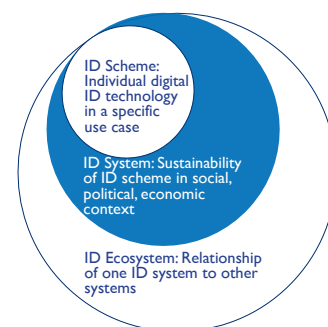 ID Scheme:
Individual digital
ID technology
in a specific
use case
ID System: Sustainability
of ID scheme in social,
political, economic
context
ID Ecosystem: Relationship
of one ID system to other
systems